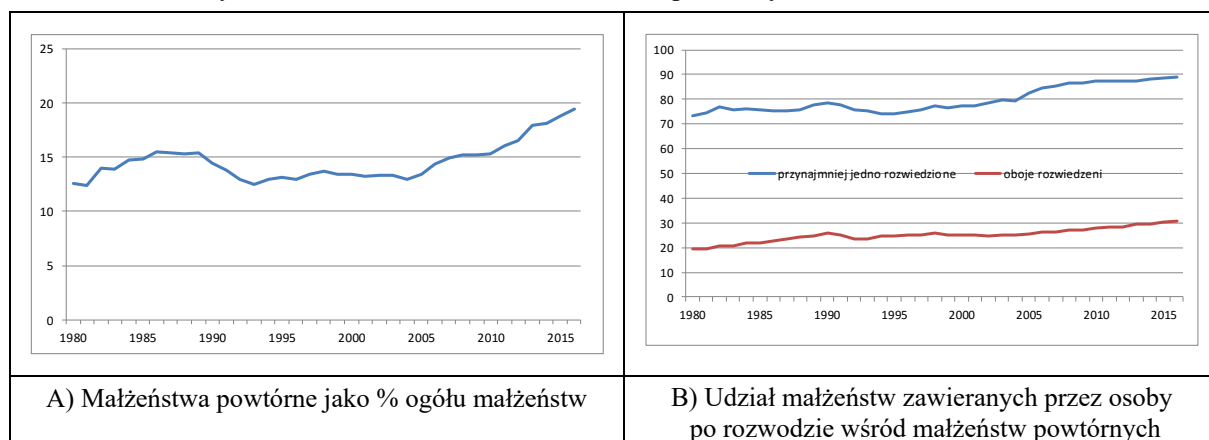 25
20
15
10
5
0
1980 1985 1990 1995 2000 2005 2010 2015
A) Małżeństwa powtórne jako % ogółu małżeństw
100
90
80
70
60
50
40
30
20
10
0
przynajmniej jedno rozwiedzione oboje rozwiedzeni
1980 1985 1990 1995 2000 2005 2010 2015
B) Udział małżeństw zawieranych przez osoby
po rozwodzie wśród małżeństw powtórnych